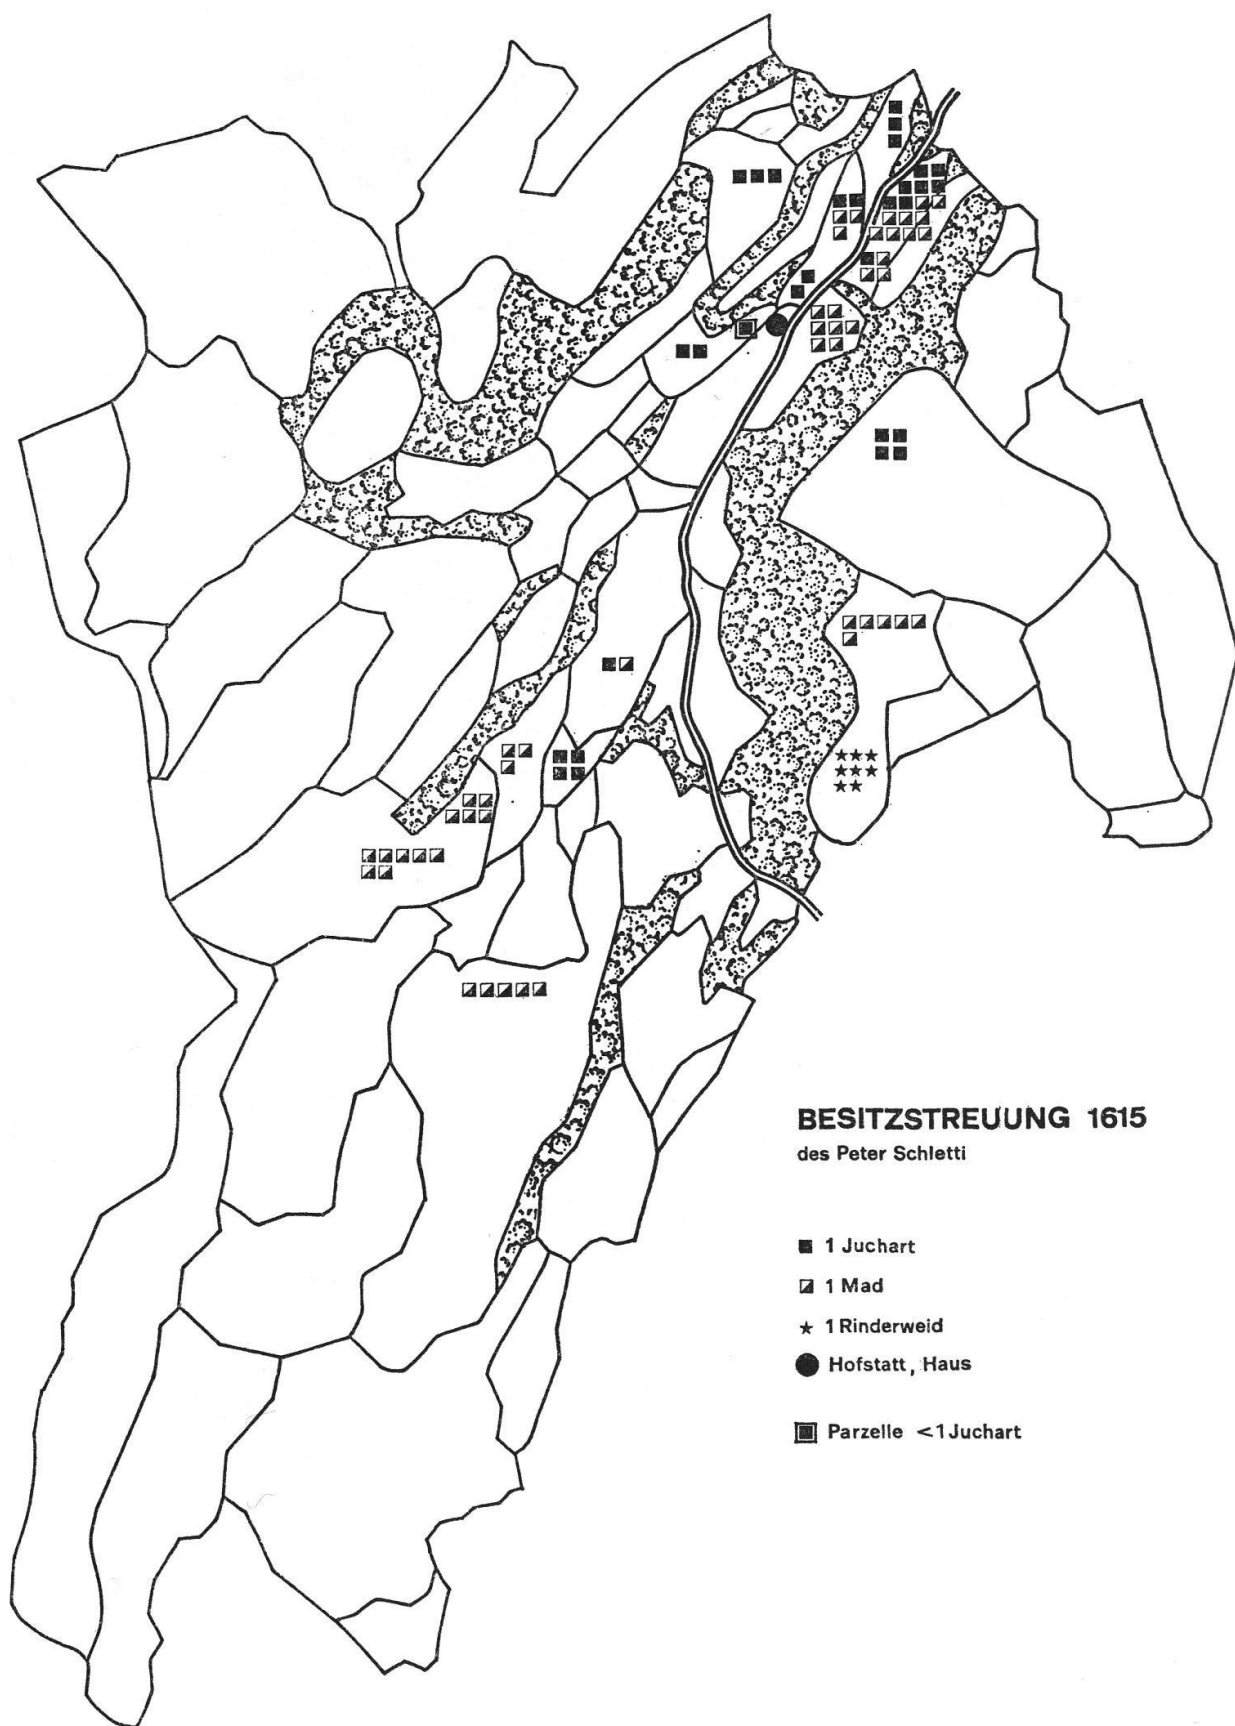 BESITZSTREUUNG 1615
des Peter Schletti
1 Juchart
1 Mad
1 Rinderweid
Hofstatt, Haus
Parzelle <1 Juchart